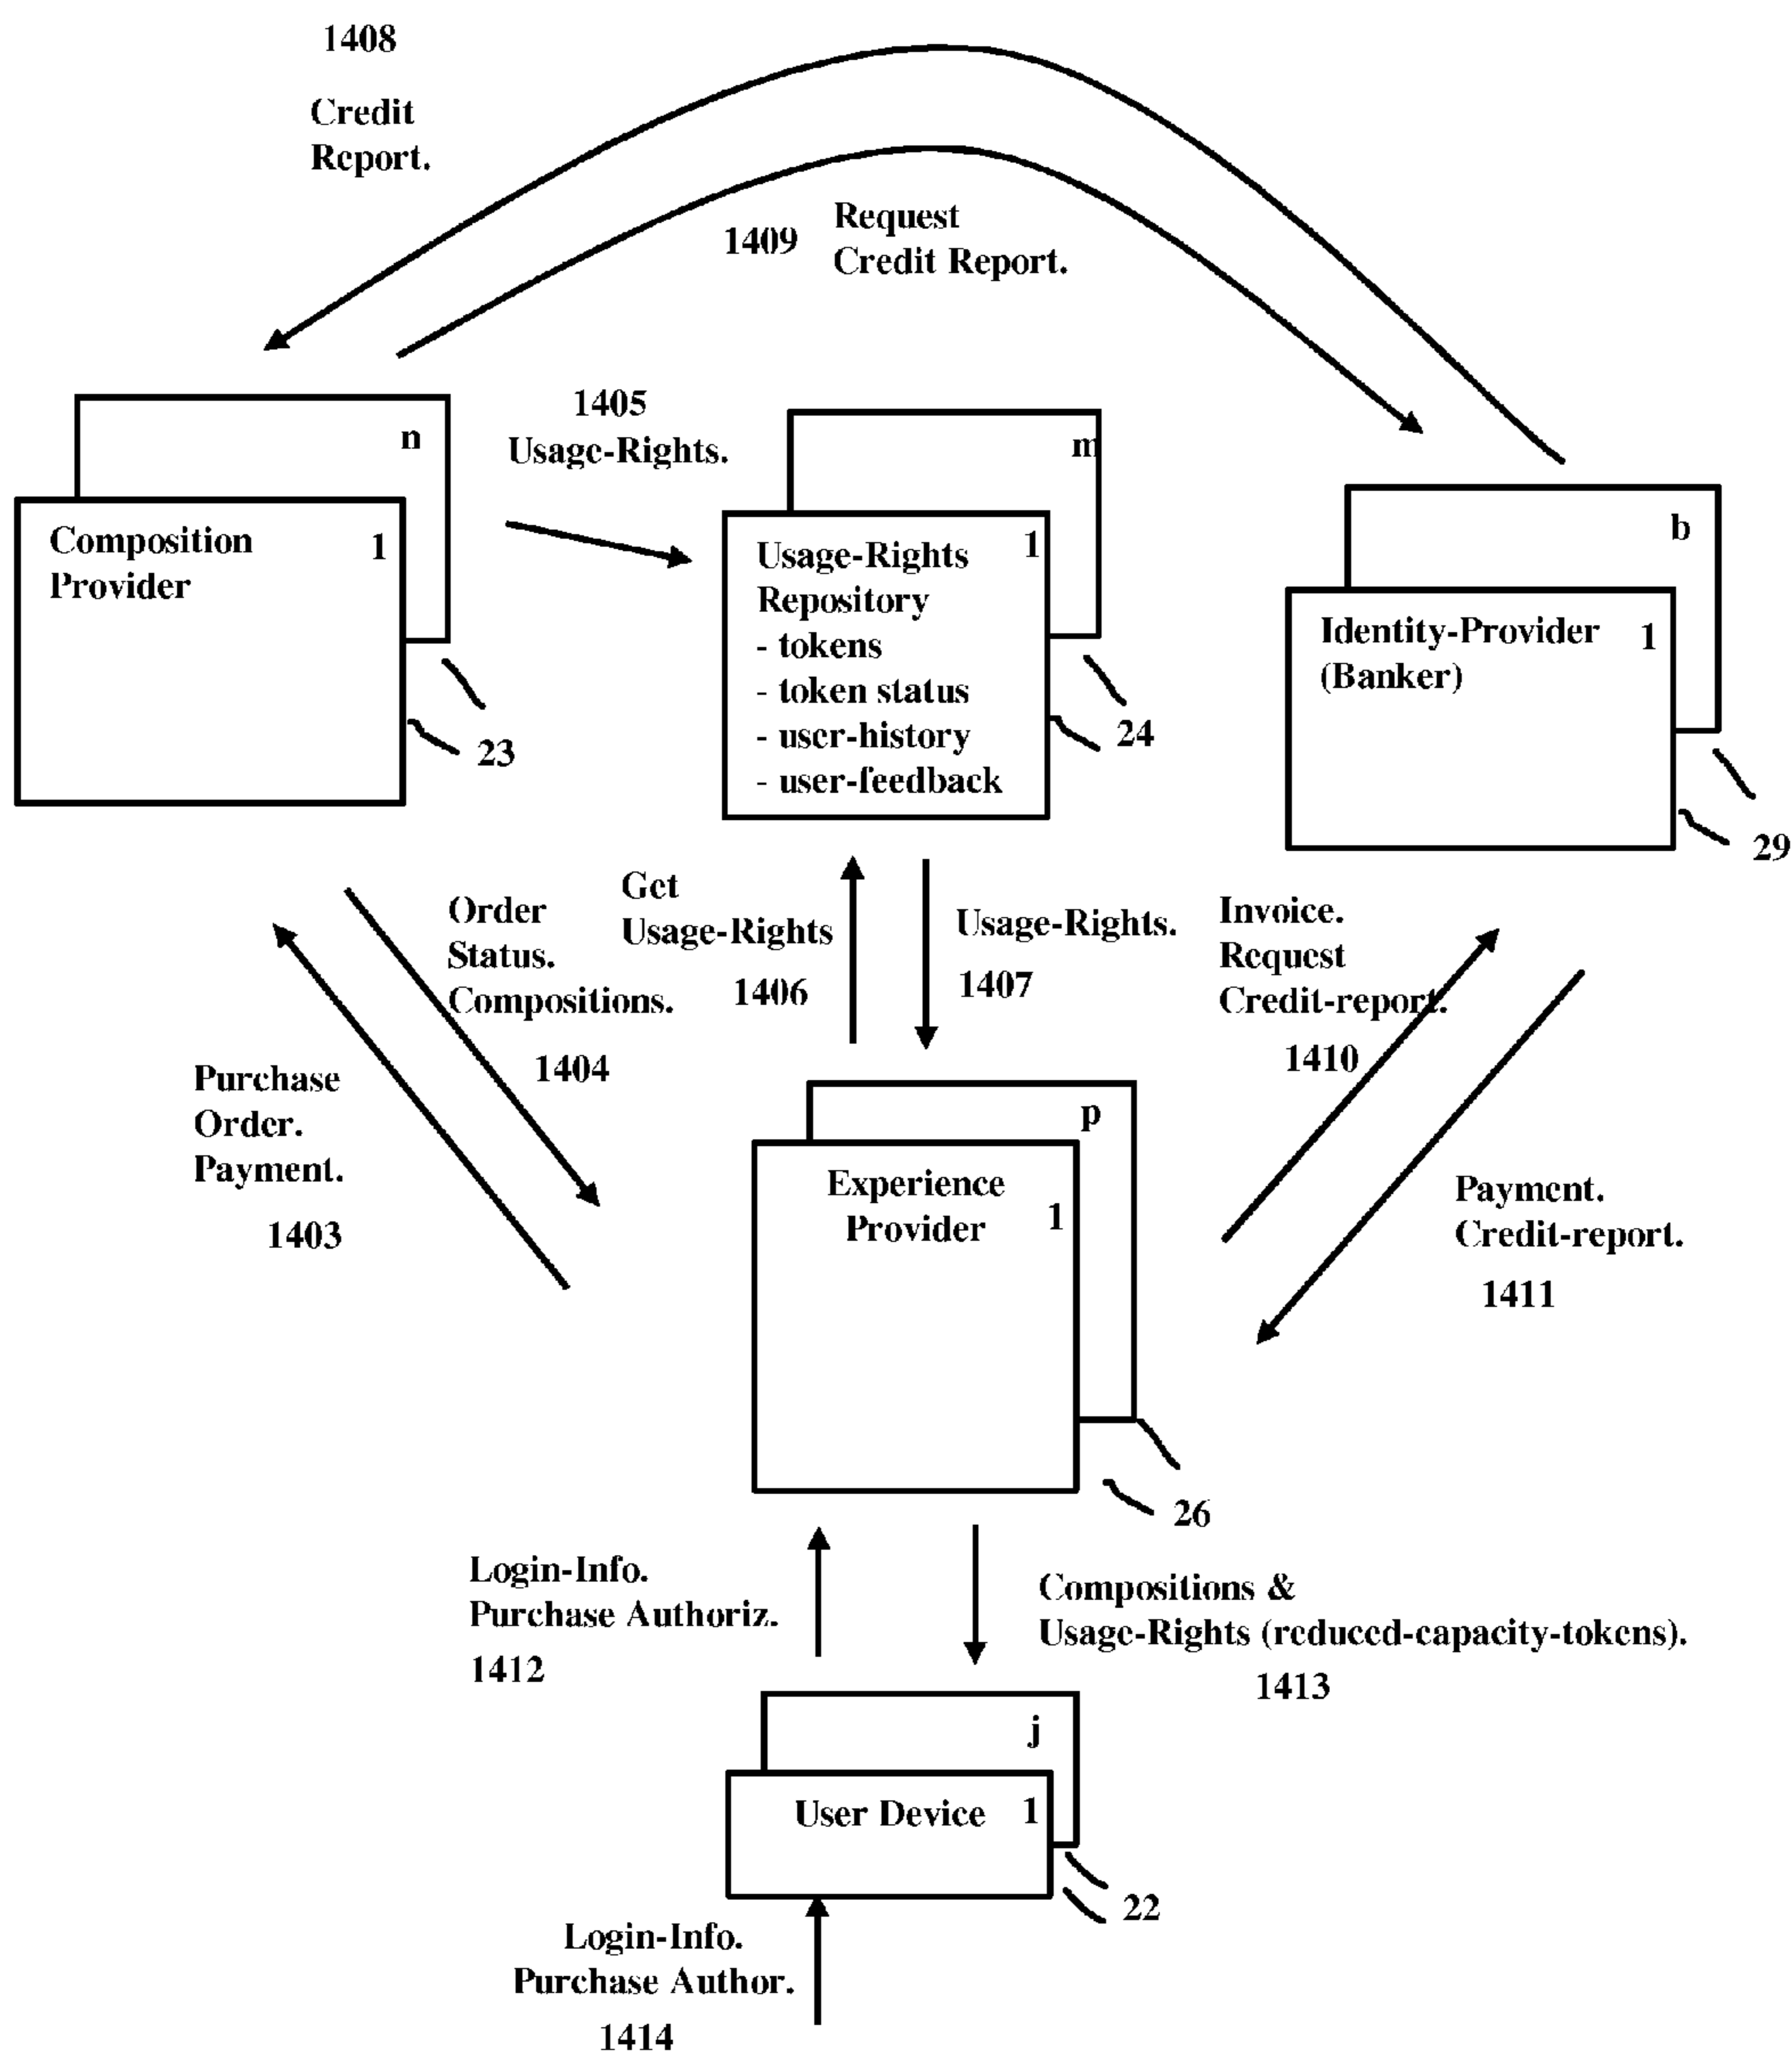 1408
Credit
Report.
1409
Request
Credit Report.
1405
Usage-Rights.
n
Composition
Provider
1
23
m
Usage-Rights
1
Repository
- tokens
- token status
- user-history
- user-feedback
24
b
Identity-Provider
1
(Banker)
29
Order
Status.
Compositions.
1404
Get
Usage-Rights
1406
Usage-Rights.
1407
Invoice.
Request
Credit-report.
1410
Purchase
Order.
Payment.
1403
p
Experience
Provider
1
26
Payment.
Credit-report.
1411
Login-Info.
Purchase Authoriz.
1412
Compositions &
Usage-Rights (reduced-capacity-tokens).
1413
j
User Device
1
22
Login-Info.
Purchase Author.
1414